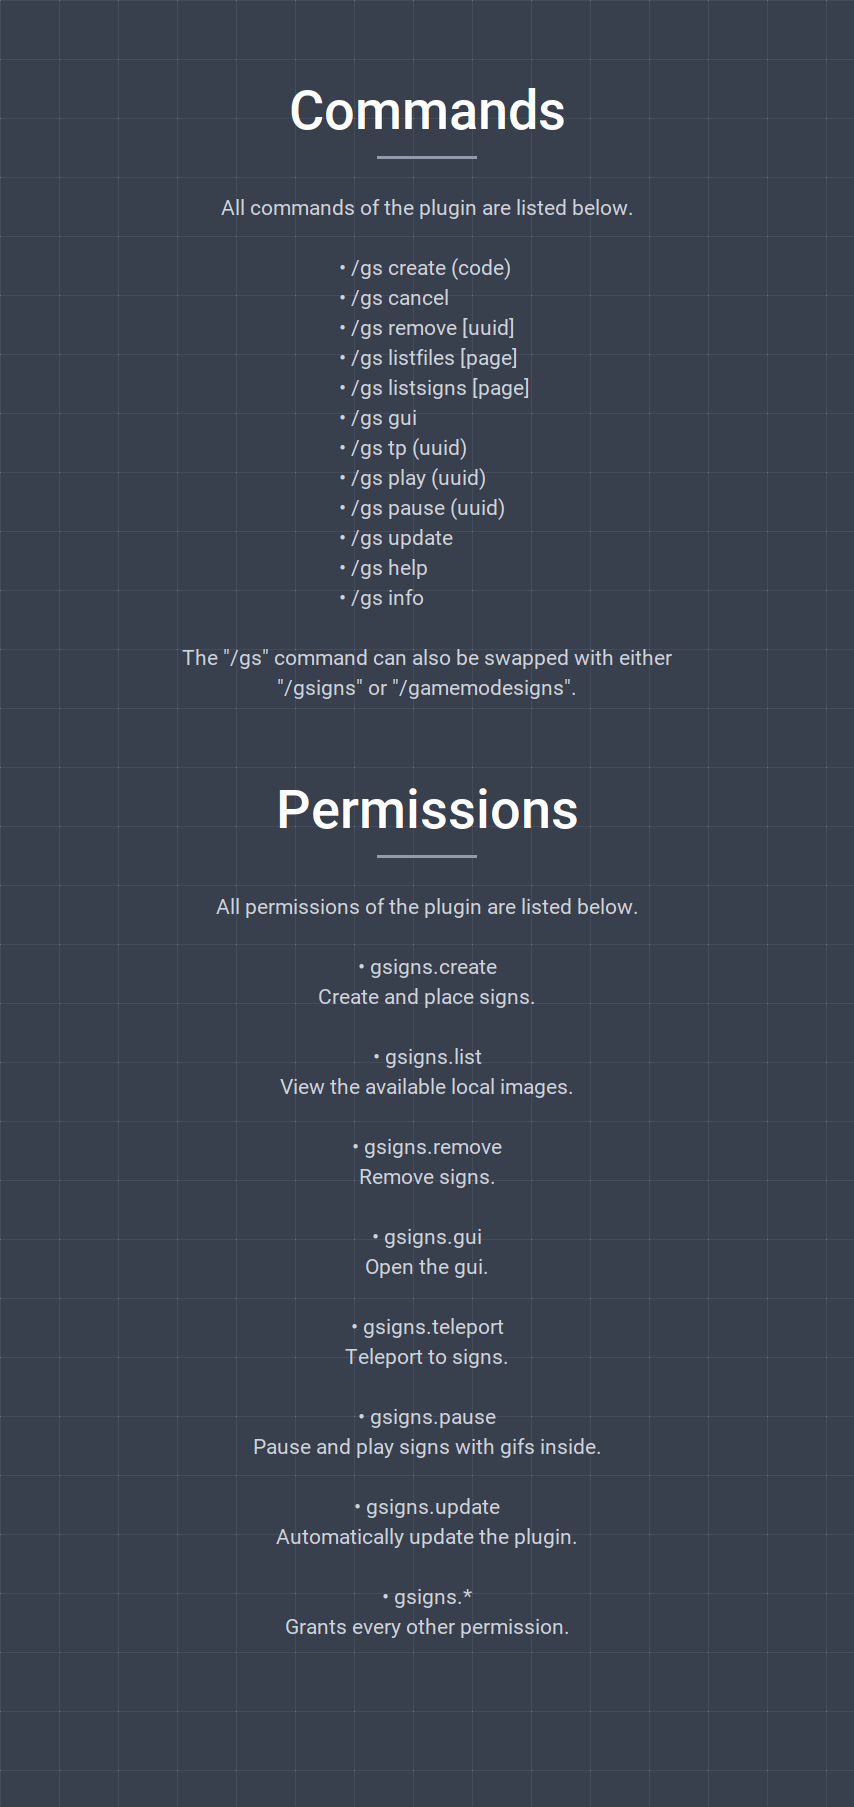 Commands
All commands of the plugin are listed below.
• /gs create (code)
• /gs cancel
• /gs remove [uuid]
• /gs listfiles [page]
• /gs listsigns [page]
• /gs gui
• /gs tp (uuid)
• /gs play (uuid)
• /gs pause (uuid)
• /gs update
• /gs help
• /gs info
The "/gs" command can also be swapped with either
"/gsigns" or "/gamemodesigns".
Permissions
All permissions of the plugin are listed below.
• gsigns.create
Create and place signs.
• gsigns.list
View the available local images.
• gsigns.remove
Remove signs.
• gsigns.gui
Open the gui.
• gsigns.teleport
Teleport to signs.
• gsigns.pause
Pause and play signs with gifs inside.
• gsigns.update
Automatically update the plugin.
• gsigns.*
Grants every other permission.